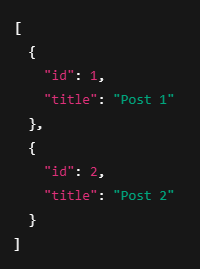 [
  {
    "id": 1,
    "title": "Post 1"
  },
  {
    "id": 2,
    "title": "Post 2"
  }
]